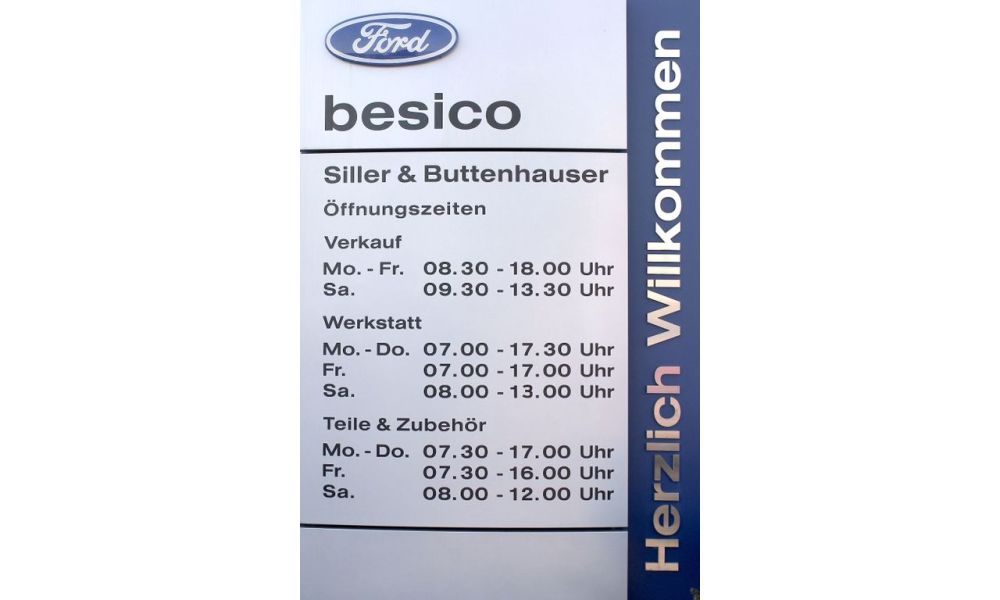 Ford
besico
Siller & Buttenhauser
Öffnungszeiten
Verkauf
Mo. - Fr. 08.30 - 18.00 Uhr
Sa. 09.30 - 13.30 Uhr
Werkstatt
Mo. - Do. 07.00 - 17.30 Uhr
Fr. 07.00 - 17.00 Uhr
Sa. 08.00 - 13.00 Uhr
Teile & Zubehör
Mo. - Do. 07.30 - 17.00 Uhr
Fr. 07.30 - 16.00 Uhr
Sa. 08.00 - 12.00 Uhr
Herzlich Willkommen